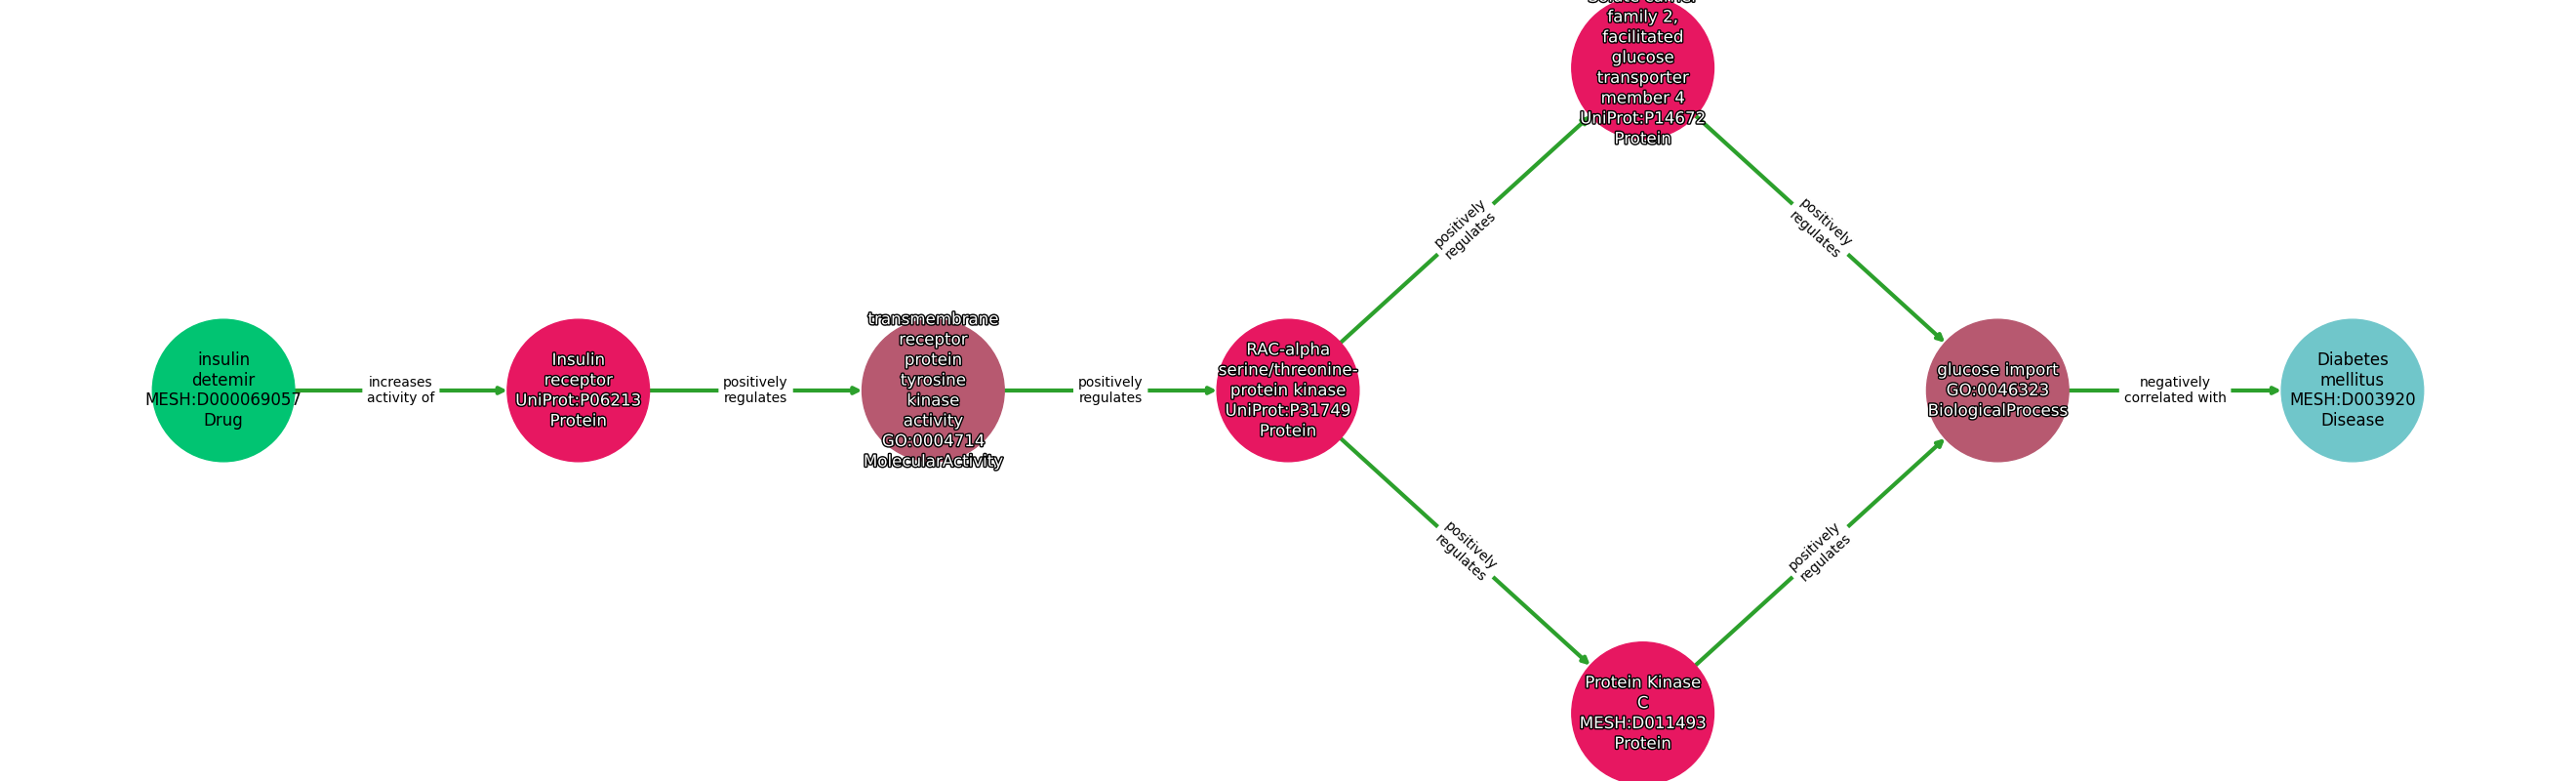 insulin
detemir
MESH:D000069057
Drug
increases
activity of
Insulin
receptor
UniProt:P06213
Protein
positively
regulates
transmembrane
receptor
protein
tyrosine
kinase
activity
GO:0004714
MolecularActivity
positively
regulates
RAC-alpha
serine/threonine-
protein kinase
UniProt:P31749
Protein
positively
regulates
family 2,
facilitated
glucose
transporter
member 4
UniProt:P14672
Protein
positively
regulates
positively
regulates
Protein Kinase
C
MESH:D011493
Protein
positively
regulates
glucose import
GO:0046323
BiologicalProcess
negatively
correlated with
Diabetes
mellitus
MESH:D003920
Disease